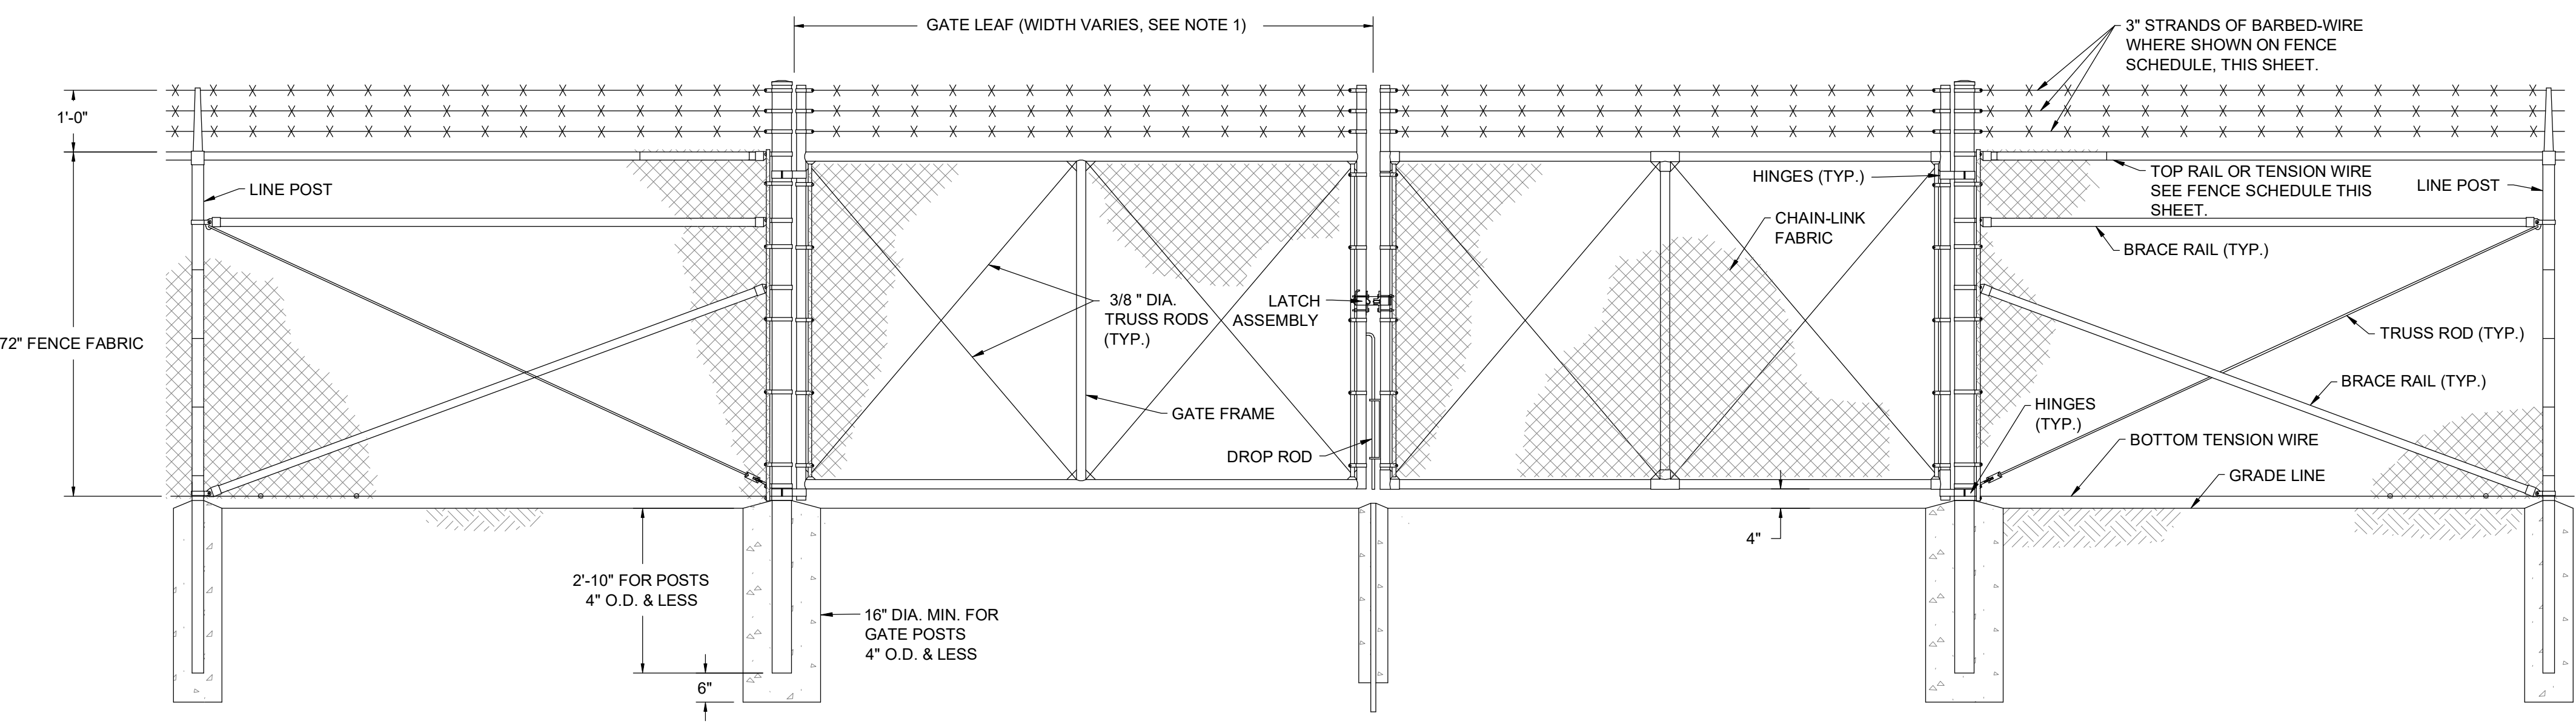 GATE LEAF (WIDTH VARIES, SEE NOTE 1)
3" STRANDS OF BARBED-WIRE
WHERE SHOWN ON FENCE
SCHEDULE, THIS SHEET.
1'-0"
LINE POST
HINGES (TYP.)
TOP RAIL OR TENSION WIRE
SEE FENCE SCHEDULE THIS
SHEET.
LINE POST
CHAIN-LINK
FABRIC
BRACE RAIL (TYP.)
72" FENCE FABRIC
3/8 " DIA.
TRUSS RODS
(TYP.)
LATCH
ASSEMBLY
TRUSS ROD (TYP.)
BRACE RAIL (TYP.)
GATE FRAME
HINGES
(TYP.)
DROP ROD
BOTTOM TENSION WIRE
GRADE LINE
4"
2'-10" FOR POSTS
4" O.D. & LESS
16" DIA. MIN. FOR
GATE POSTS
4" O.D. & LESS
6"